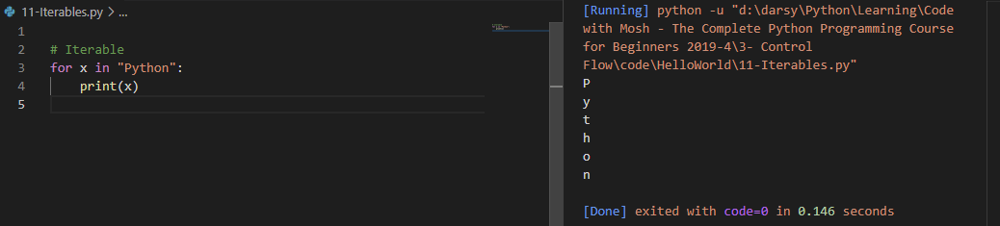 11-Iterables.py > ...
1
2 # Iterable
3 for x in "Python":
4     print(x)
5
[Running] python -u "d:\darsy\Python\Learning\Code
with Mosh - The Complete Python Programming Course
for Beginners 2019-4\3- Control
Flow\code\HelloWorld\11-Iterables.py"
P
y
t
h
o
n
[Done] exited with code=0 in 0.146 seconds